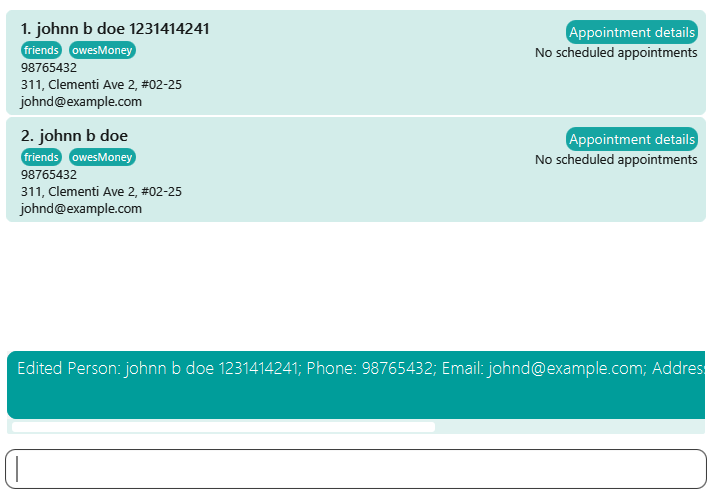 1. johnn b doe 1231414241
Appointment details
friends owesMoney
No scheduled appointments
98765432
311, Clementi Ave 2, #02-25
johnd@example.com
2. johnn b doe
Appointment details
friends owesMoney
No scheduled appointments
98765432
311, Clementi Ave 2, #02-25
johnd@example.com
Edited Person: johnn b doe 1231414241; Phone: 98765432; Email: johnd@example.com; Address